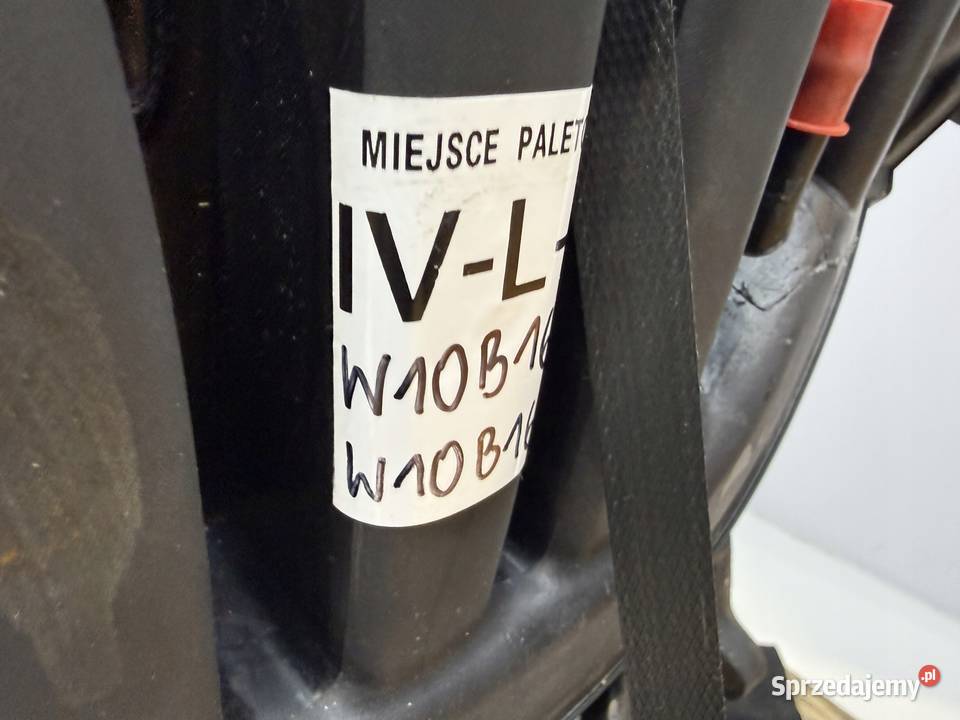 MIEJSCE PALET
IV-L-
W10B16
W10B16
Sprzedajemy.pl